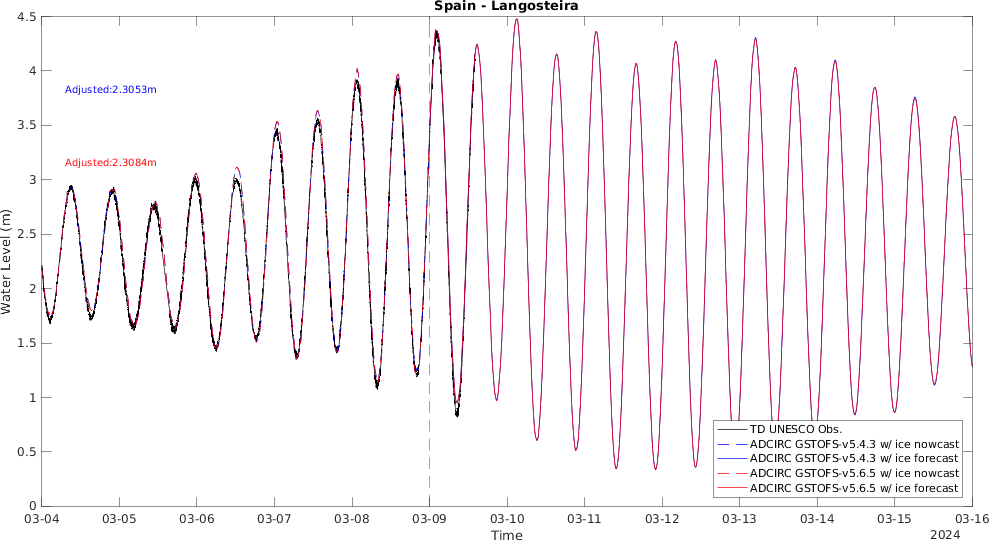 Spain - Langosteira
Water Level (m)
4.5
4
3.5
3
2.5
2
1.5
1
0.5
0
Adjusted:2.3053m
Adjusted:2.3084m
TD UNESCO Obs.
ADCIRC GSTOFS-v5.4.3 w/ ice nowcast
ADCIRC GSTOFS-v5.4.3 w/ ice forecast
ADCIRC GSTOFS-v5.6.5 w/ ice nowcast
ADCIRC GSTOFS-v5.6.5 w/ ice forecast
03-04 03-05 03-06 03-07 03-08 03-09 03-10 03-11 03-12 03-13 03-14 03-15 03-16
Time
2024